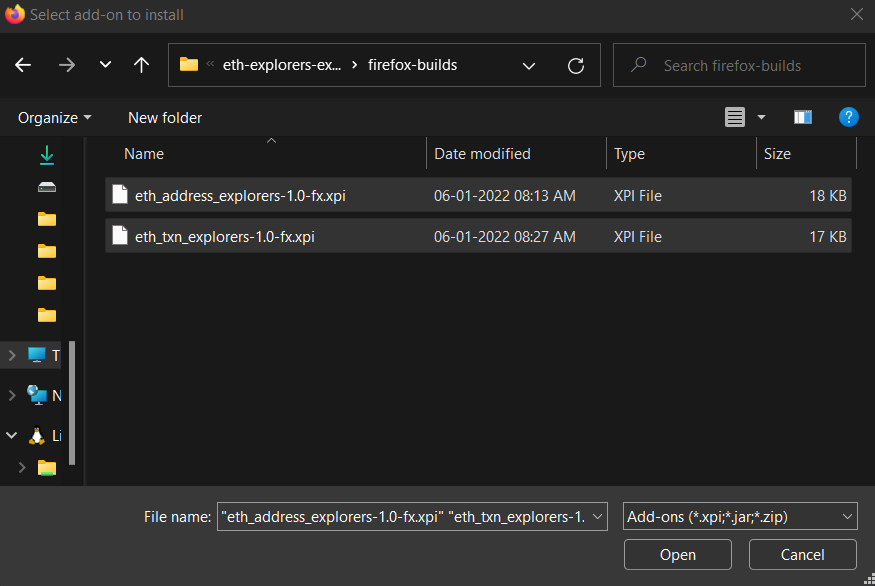 Select add-on to install
« eth-explorers-ex... › firefox-builds
Search firefox-builds
Organize
New folder
?
Name Date modified Type Size
eth_address_explorers-1.0-fx.xpi 06-01-2022 08:13 AM XPI File 18 KB
eth_txn_explorers-1.0-fx.xpi 06-01-2022 08:27 AM XPI File 17 KB
T
N
Li
File name: "eth_address_explorers-1.0-fx.xpi" "eth_txn_explorers-1.
Add-ons (*.xpi;*.jar;*.zip)
Open
Cancel